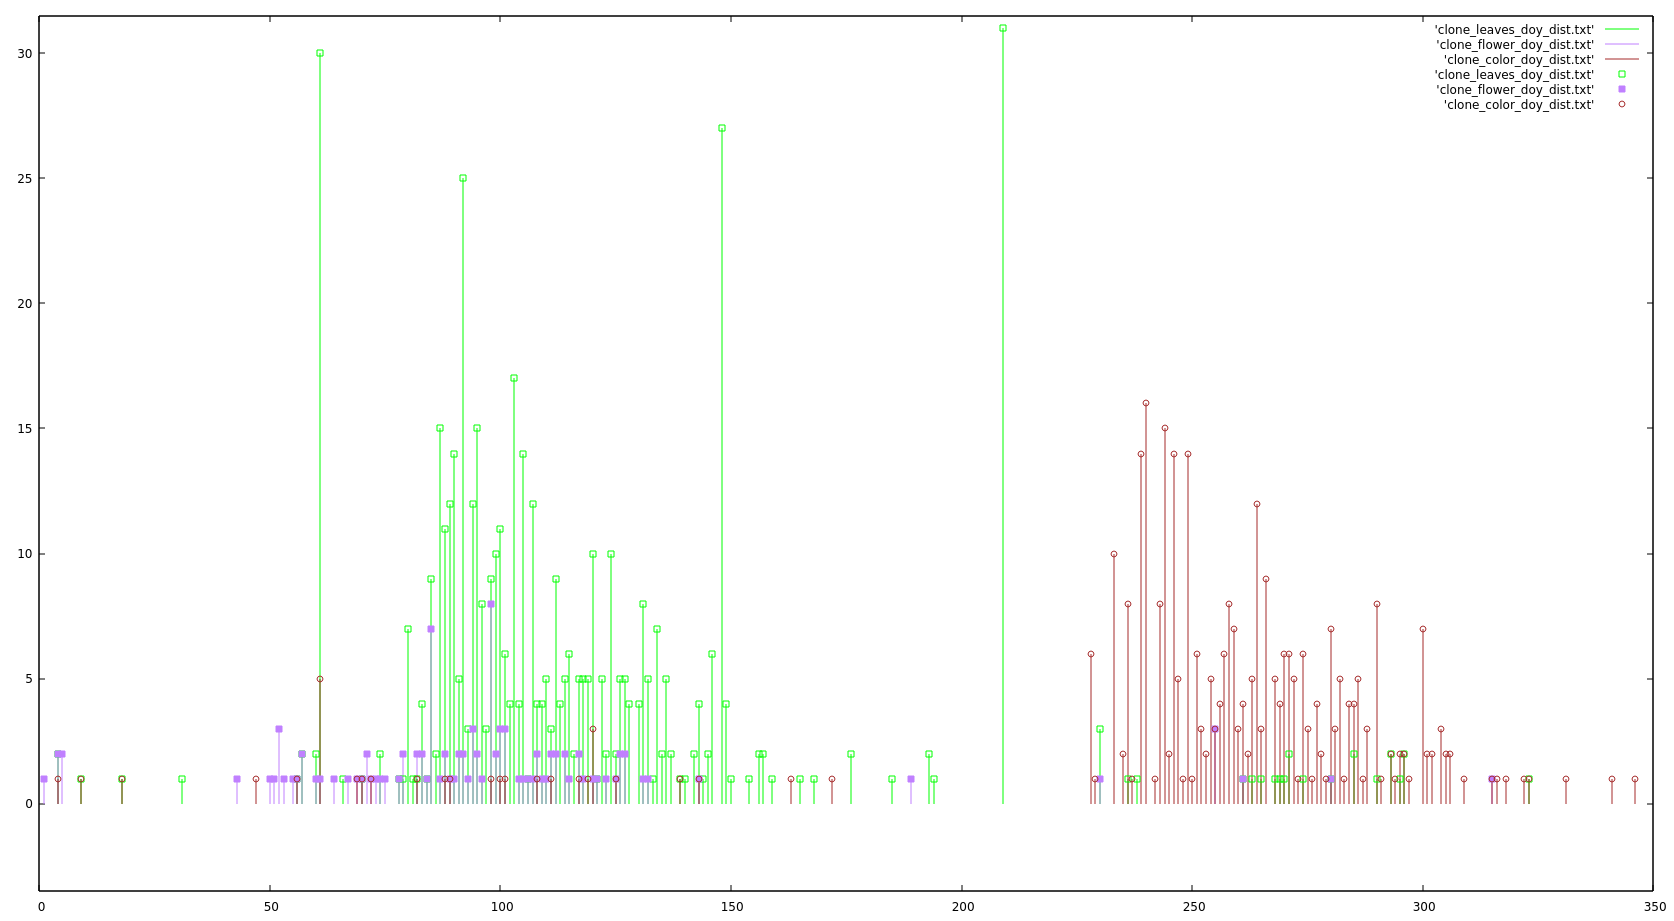 'clone_leaves_doy_dist.txt'
'clone_flower_doy_dist.txt'
'clone_color_doy_dist.txt'
'clone_leaves_doy_dist.txt'
'clone_flower_doy_dist.txt'
'clone_color_doy_dist.txt'
30
25
20
15
10
5
0
0 50 100 150 200 250 300 350